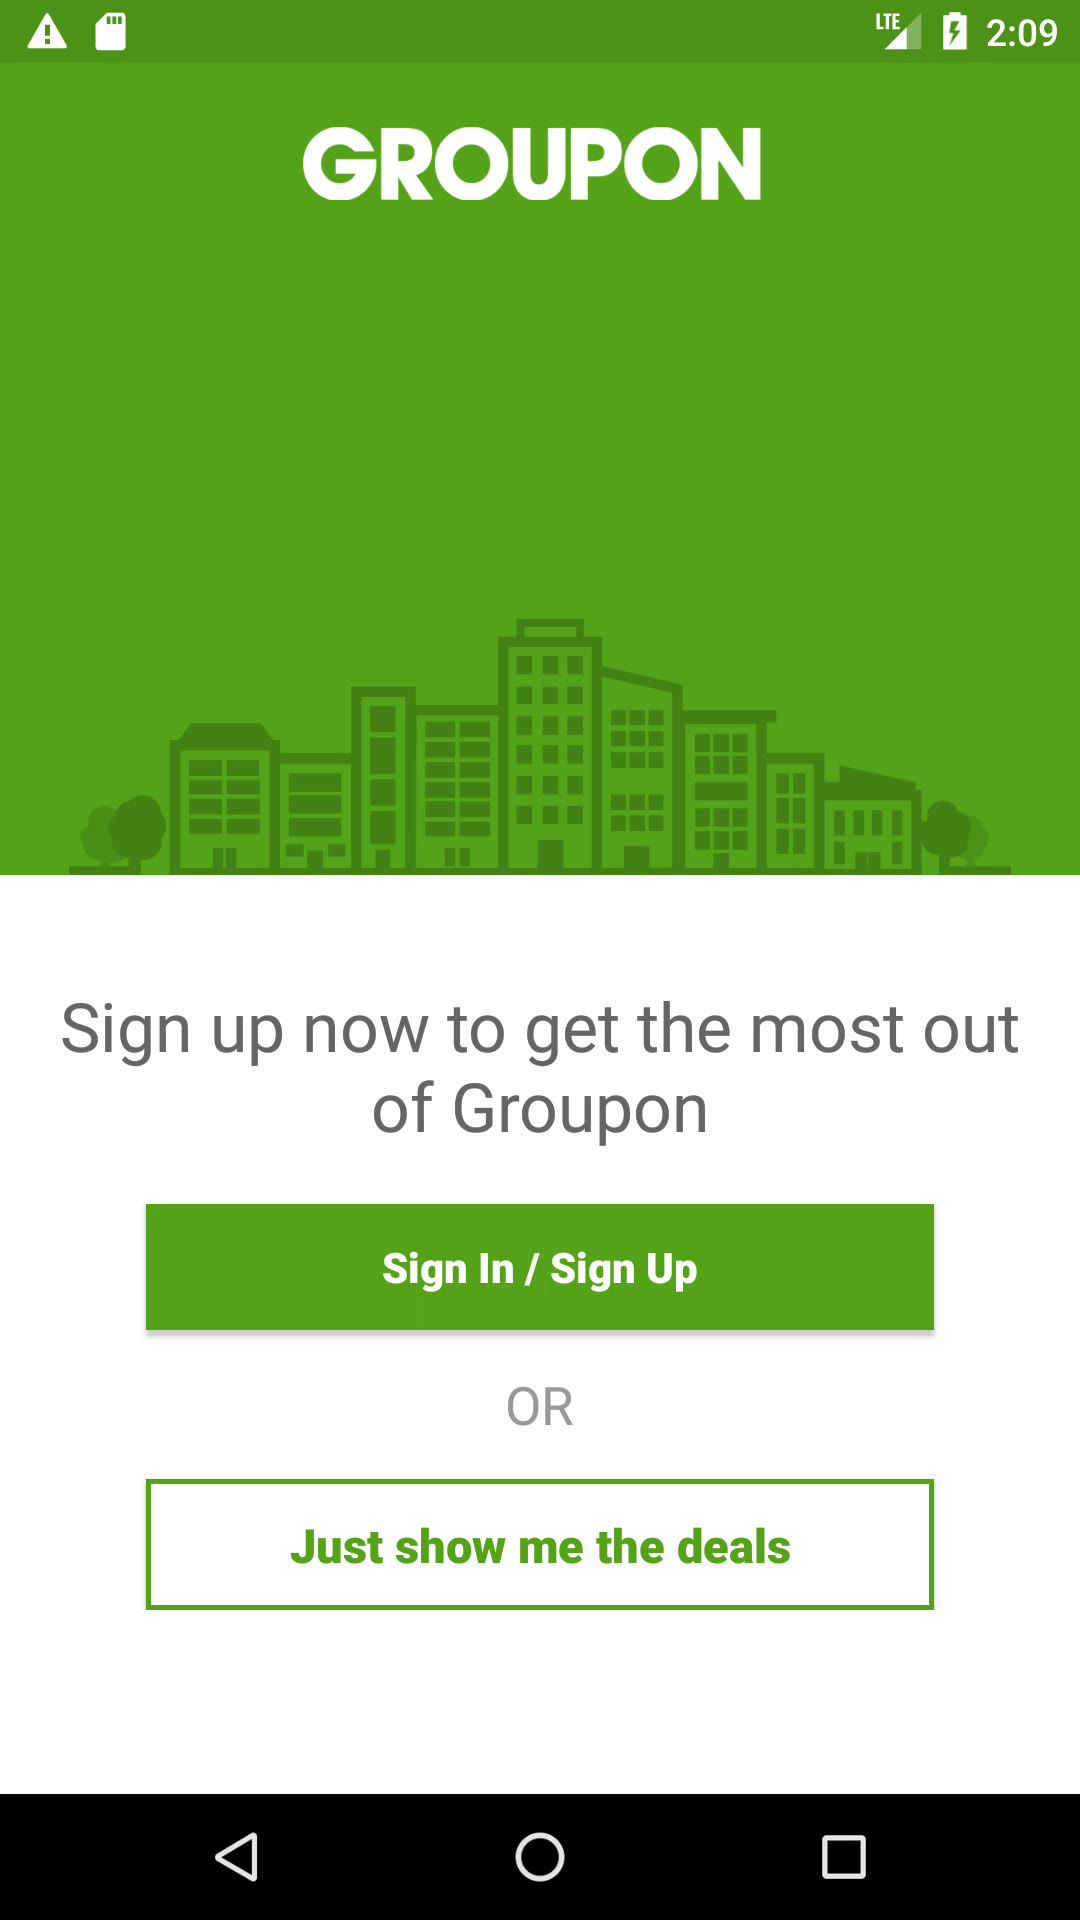 LTE 2:09
GROUPON
Sign up now to get the most out
of Groupon
Sign In / Sign Up
OR
Just show me the deals